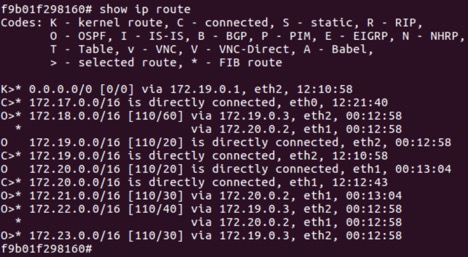 f9b01f298160# show ip route
Codes: K - kernel route, C - connected, S - static, R - RIP,
O - OSPF, I - IS-IS, B - BGP, P - PIM, E - EIGRP, N - NHRP,
T - Table, v - VNC, V - VNC-Direct, A - Babel,
> - selected route, * - FIB route
K>* 0.0.0.0/0 [0/0] via 172.19.0.1, eth2, 12:10:58
C>* 172.17.0.0/16 is directly connected, eth0, 12:21:40
O>* 172.18.0.0/16 [110/60] via 172.19.0.3, eth2, 00:12:58
* via 172.20.0.2, eth1, 00:12:58
O 172.19.0.0/16 [110/20] is directly connected, eth2, 00:12:58
C>* 172.19.0.0/16 is directly connected, eth2, 12:10:58
O 172.20.0.0/16 [110/20] is directly connected, eth1, 00:13:04
C>* 172.20.0.0/16 is directly connected, eth1, 12:12:43
O>* 172.21.0.0/16 [110/30] via 172.20.0.2, eth1, 00:13:04
O>* 172.22.0.0/16 [110/40] via 172.19.0.3, eth2, 00:12:58
* via 172.20.0.2, eth1, 00:12:58
O>* 172.23.0.0/16 [110/30] via 172.19.0.3, eth2, 00:12:58
f9b01f298160#